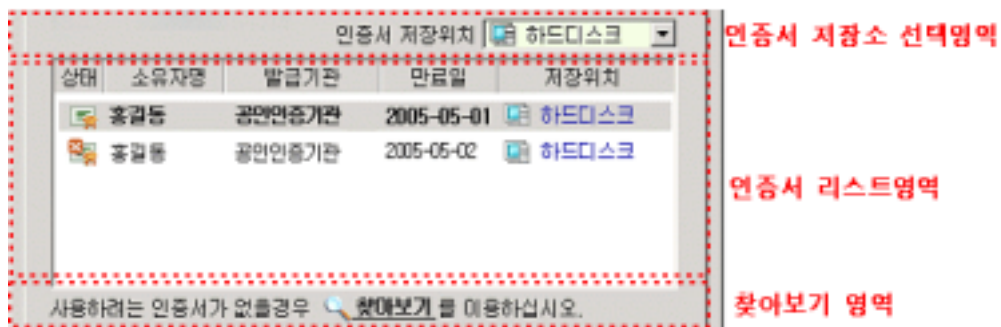 인증서 저장위치 하드디스크 인증서 저장소 선택영역
상태 소유자명 발급기관 만료일 저장위치
홍길동 공인인증기관 2005-05-01 하드디스크
홍길동 공인인증기관 2005-05-02 하드디스크
인증서 리스트영역
사용하려는 인증서가 없을경우 찾아보기 를 이용하십시오. 찾아보기 영역